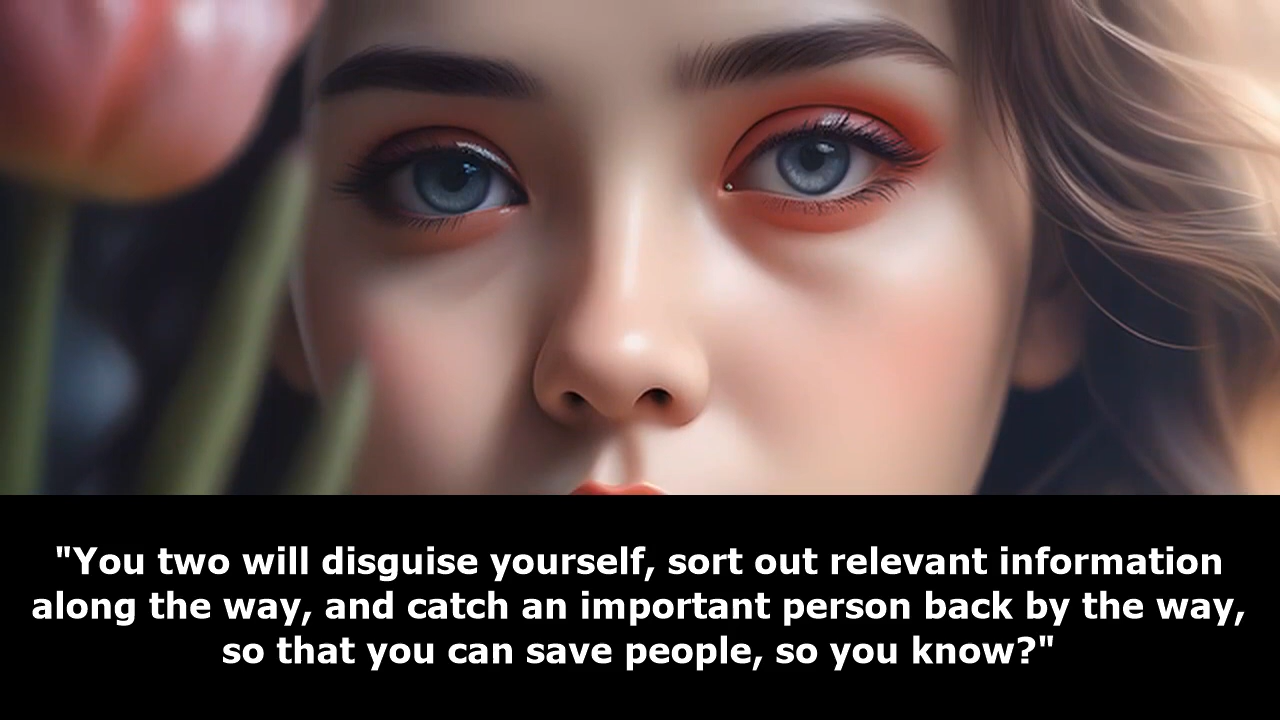 "You two will disguise yourself, sort out relevant information
along the way, and catch an important person back by the way,
so that you can save people, so you know?"